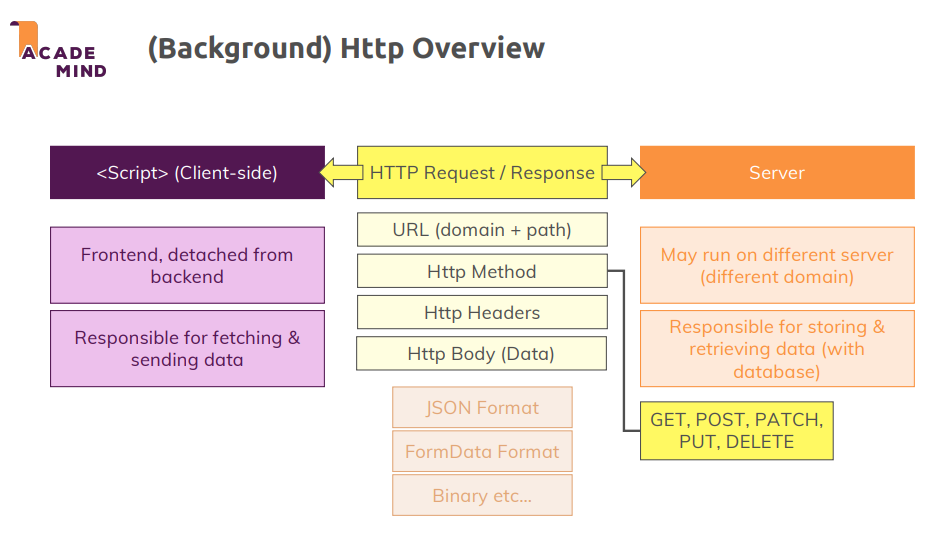 ACADE
MIND
(Background) Http Overview
<Script> (Client-side)
HTTP Request / Response
Server
Frontend, detached from
backend
Responsible for fetching &
sending data
URL (domain + path)
Http Method
Http Headers
Http Body (Data)
JSON Format
FormData Format
Binary etc...
May run on different server
(different domain)
Responsible for storing &
retrieving data (with
database)
GET, POST, PATCH,
PUT, DELETE